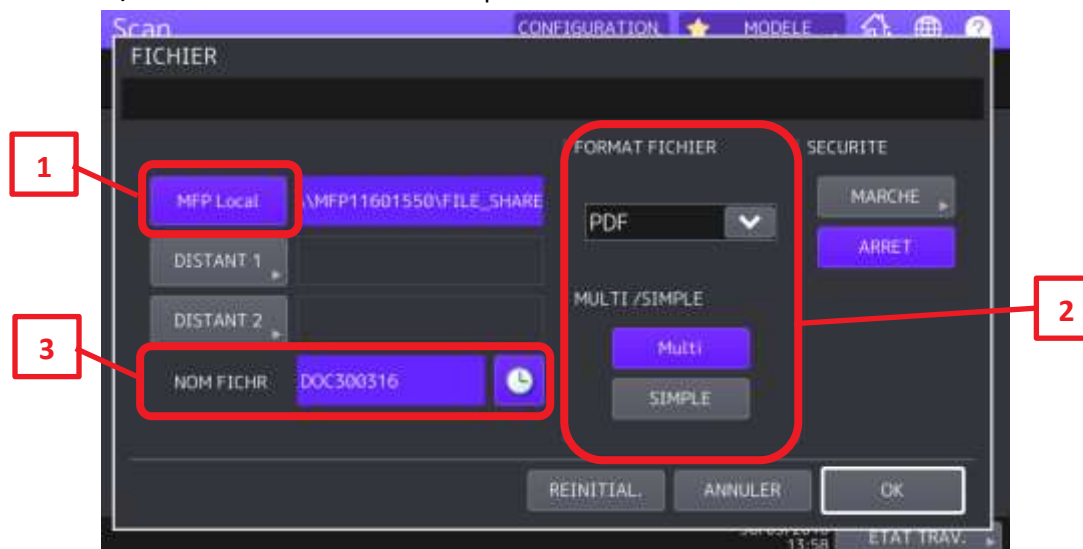 Scan CONFIGURATION MODELE ?
FICHIER
1
FORMAT FICHIER SECURITE
MFP Local \MFP11601550\FILE_SHARE MARCHE
PDF ARRET
DISTANT 1
MULTI /SIMPLE
2
DISTANT 2
3
Multi
NOM FICHR DOC300316
SIMPLE
REINITIAL. ANNULER OK
13:58 ETAT TRAV.